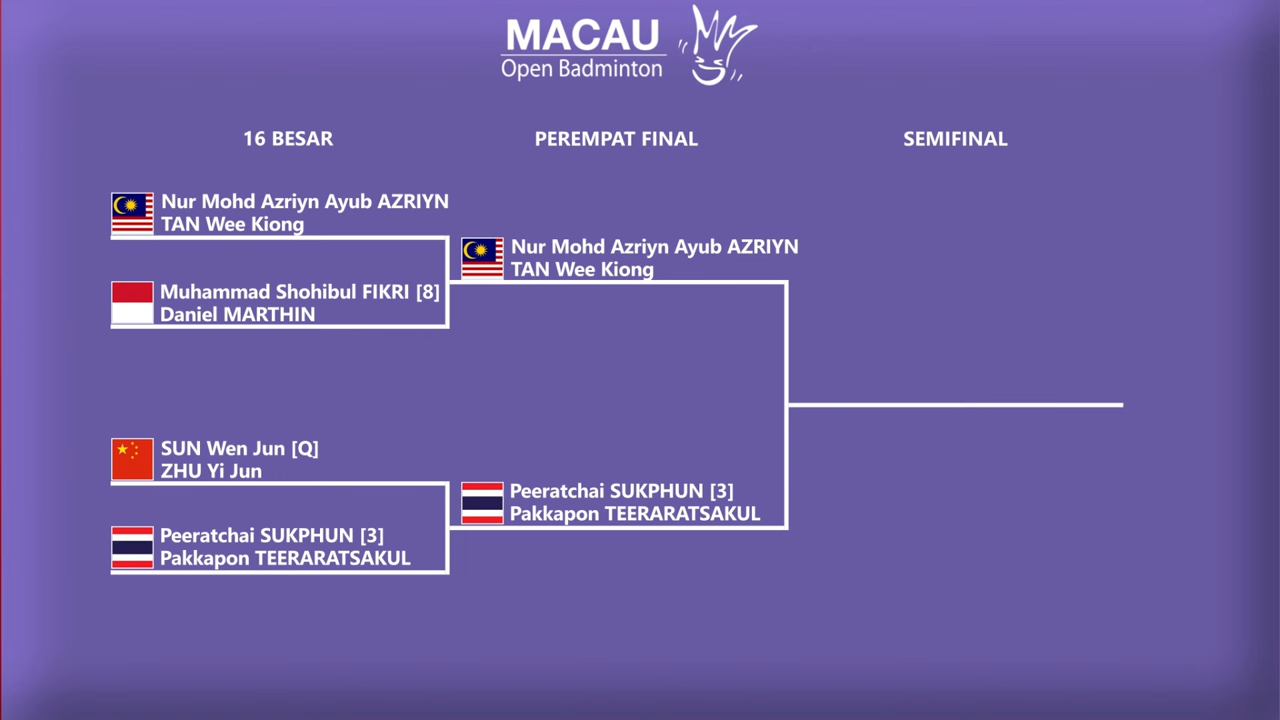 MACAU
Open Badminton
16 BESAR
PEREMPAT FINAL
SEMIFINAL
Nur Mohd Azriyn Ayub AZRIYN
TAN Wee Kiong
Muhammad Shohibul FIKRI [8]
Daniel MARTHIN
Nur Mohd Azriyn Ayub AZRIYN
TAN Wee Kiong
SUN Wen Jun [Q]
ZHU Yi Jun
Peeratchai SUKPHUN [3]
Pakkapon TEERARATSAKUL
Peeratchai SUKPHUN [3]
Pakkapon TEERARATSAKUL